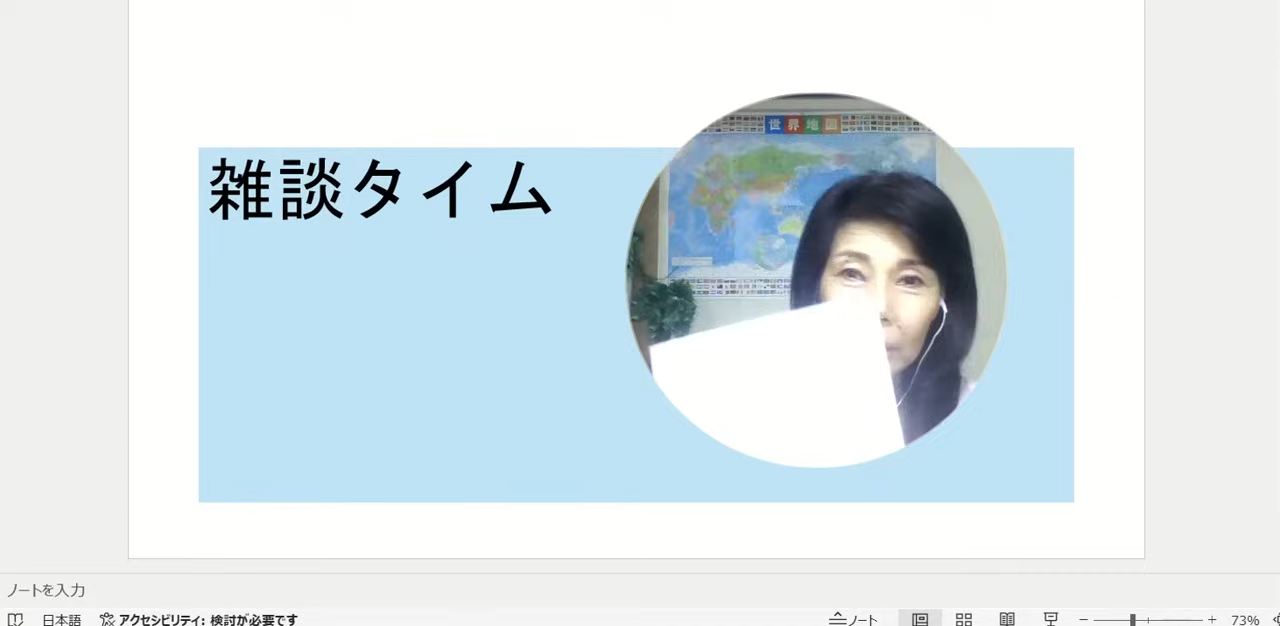 世界地図
雑談タイム
ノートを入力
日本語
アクセシビリティ: 検討が必要です
ノート
73%